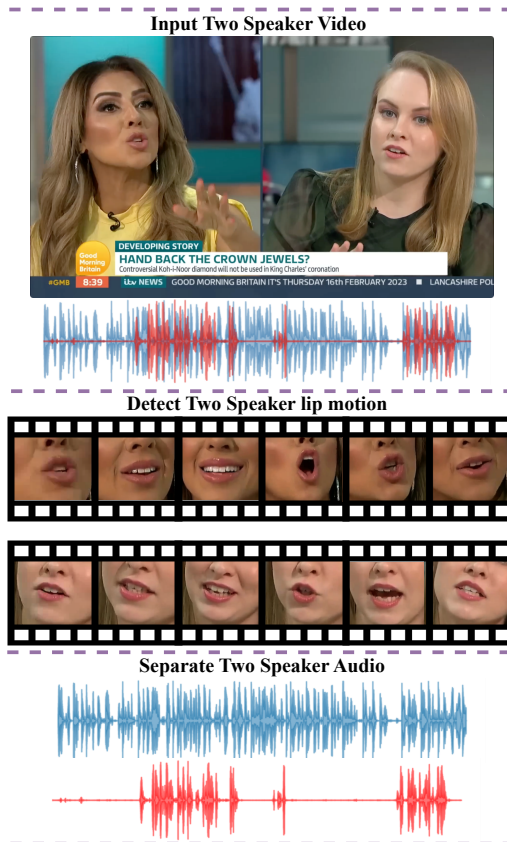 Input Two Speaker Video
DEVELOPING STORY
HAND BACK THE CROWN JEWELS?
Controversial Koh-i-Noor diamond will not be used in King Charles' coronation
Good
Morning
Britain
#GMB 8:39 itv NEWS GOOD MORNING BRITAIN IT'S THURSDAY 16th FEBRUARY 2023 ■ LANCASHIRE POL
Detect Two Speaker lip motion
Separate Two Speaker Audio